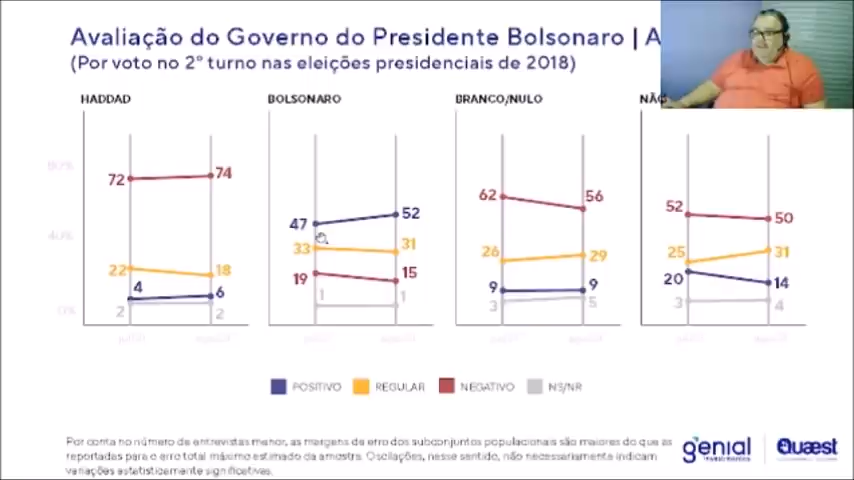 Avaliação do Governo do Presidente Bolsonaro | A
(Por voto no 2º turno nas eleições presidenciais de 2018)
HADDAD
BOLSONARO
BRANCO/NULO
NÃO
60%
40%
0%
72
74
22
18
4
6
2
2
47
52
33
31
19
15
1
1
62
56
26
29
9
9
3
5
52
50
25
31
20
14
3
4
POSITIVO
REGULAR
NEGATIVO
NS/NR
Por conta no número de entrevistas menor, as margens de erro dos subconjuntos populacionais são maiores do que as
reportadas para o erro total máximo estimado da amostra. Oscilações, nesse sentido, não necessariamente indicam
variações estatisticamente significativas.
genial
INVESTIMENTOS
Quæst